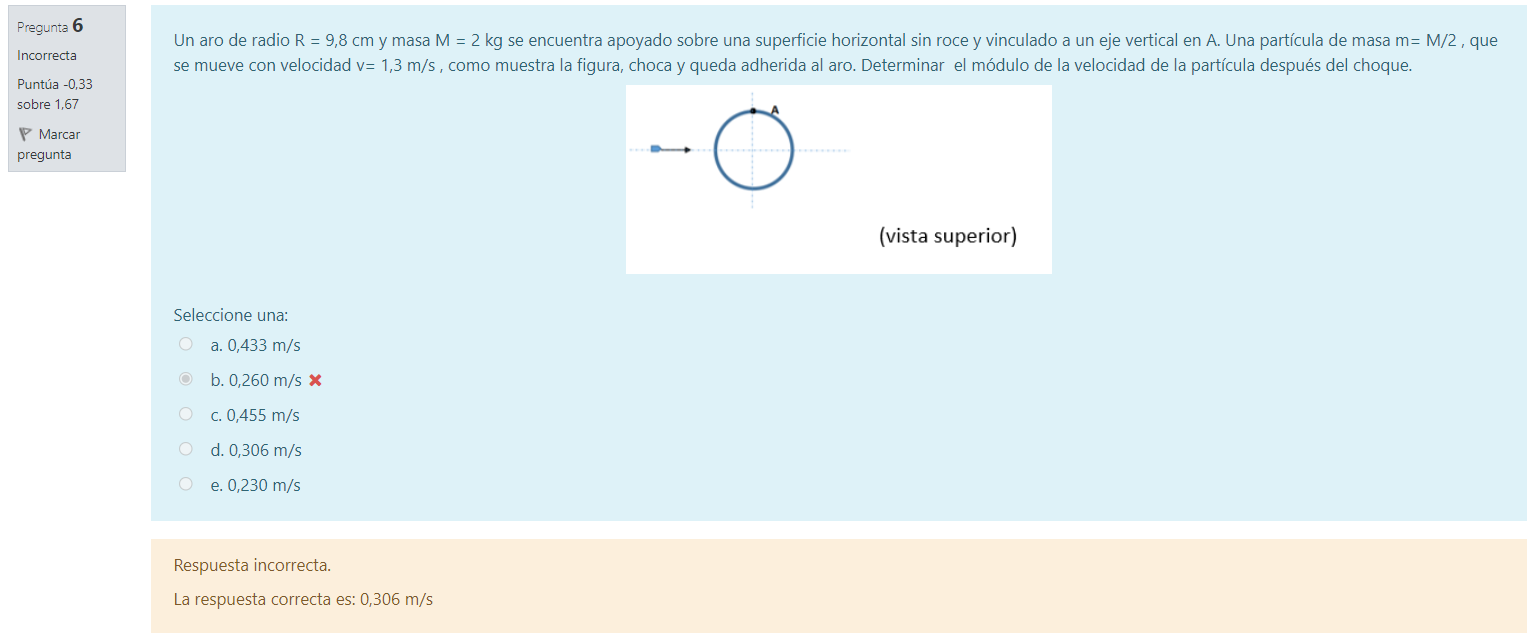 Pregunta 6
Incorrecta
Puntúa -0,33
sobre 1,67
Marcar
pregunta
Un aro de radio R = 9,8 cm y masa M = 2 kg se encuentra apoyado sobre una superficie horizontal sin roce y vinculado a un eje vertical en A. Una partícula de masa m= M/2 , que
se mueve con velocidad v= 1,3 m/s , como muestra la figura, choca y queda adherida al aro. Determinar  el módulo de la velocidad de la partícula después del choque.
A
(vista superior)
Seleccione una:
a. 0,433 m/s
b. 0,260 m/s
c. 0,455 m/s
d. 0,306 m/s
e. 0,230 m/s
Respuesta incorrecta.
La respuesta correcta es: 0,306 m/s